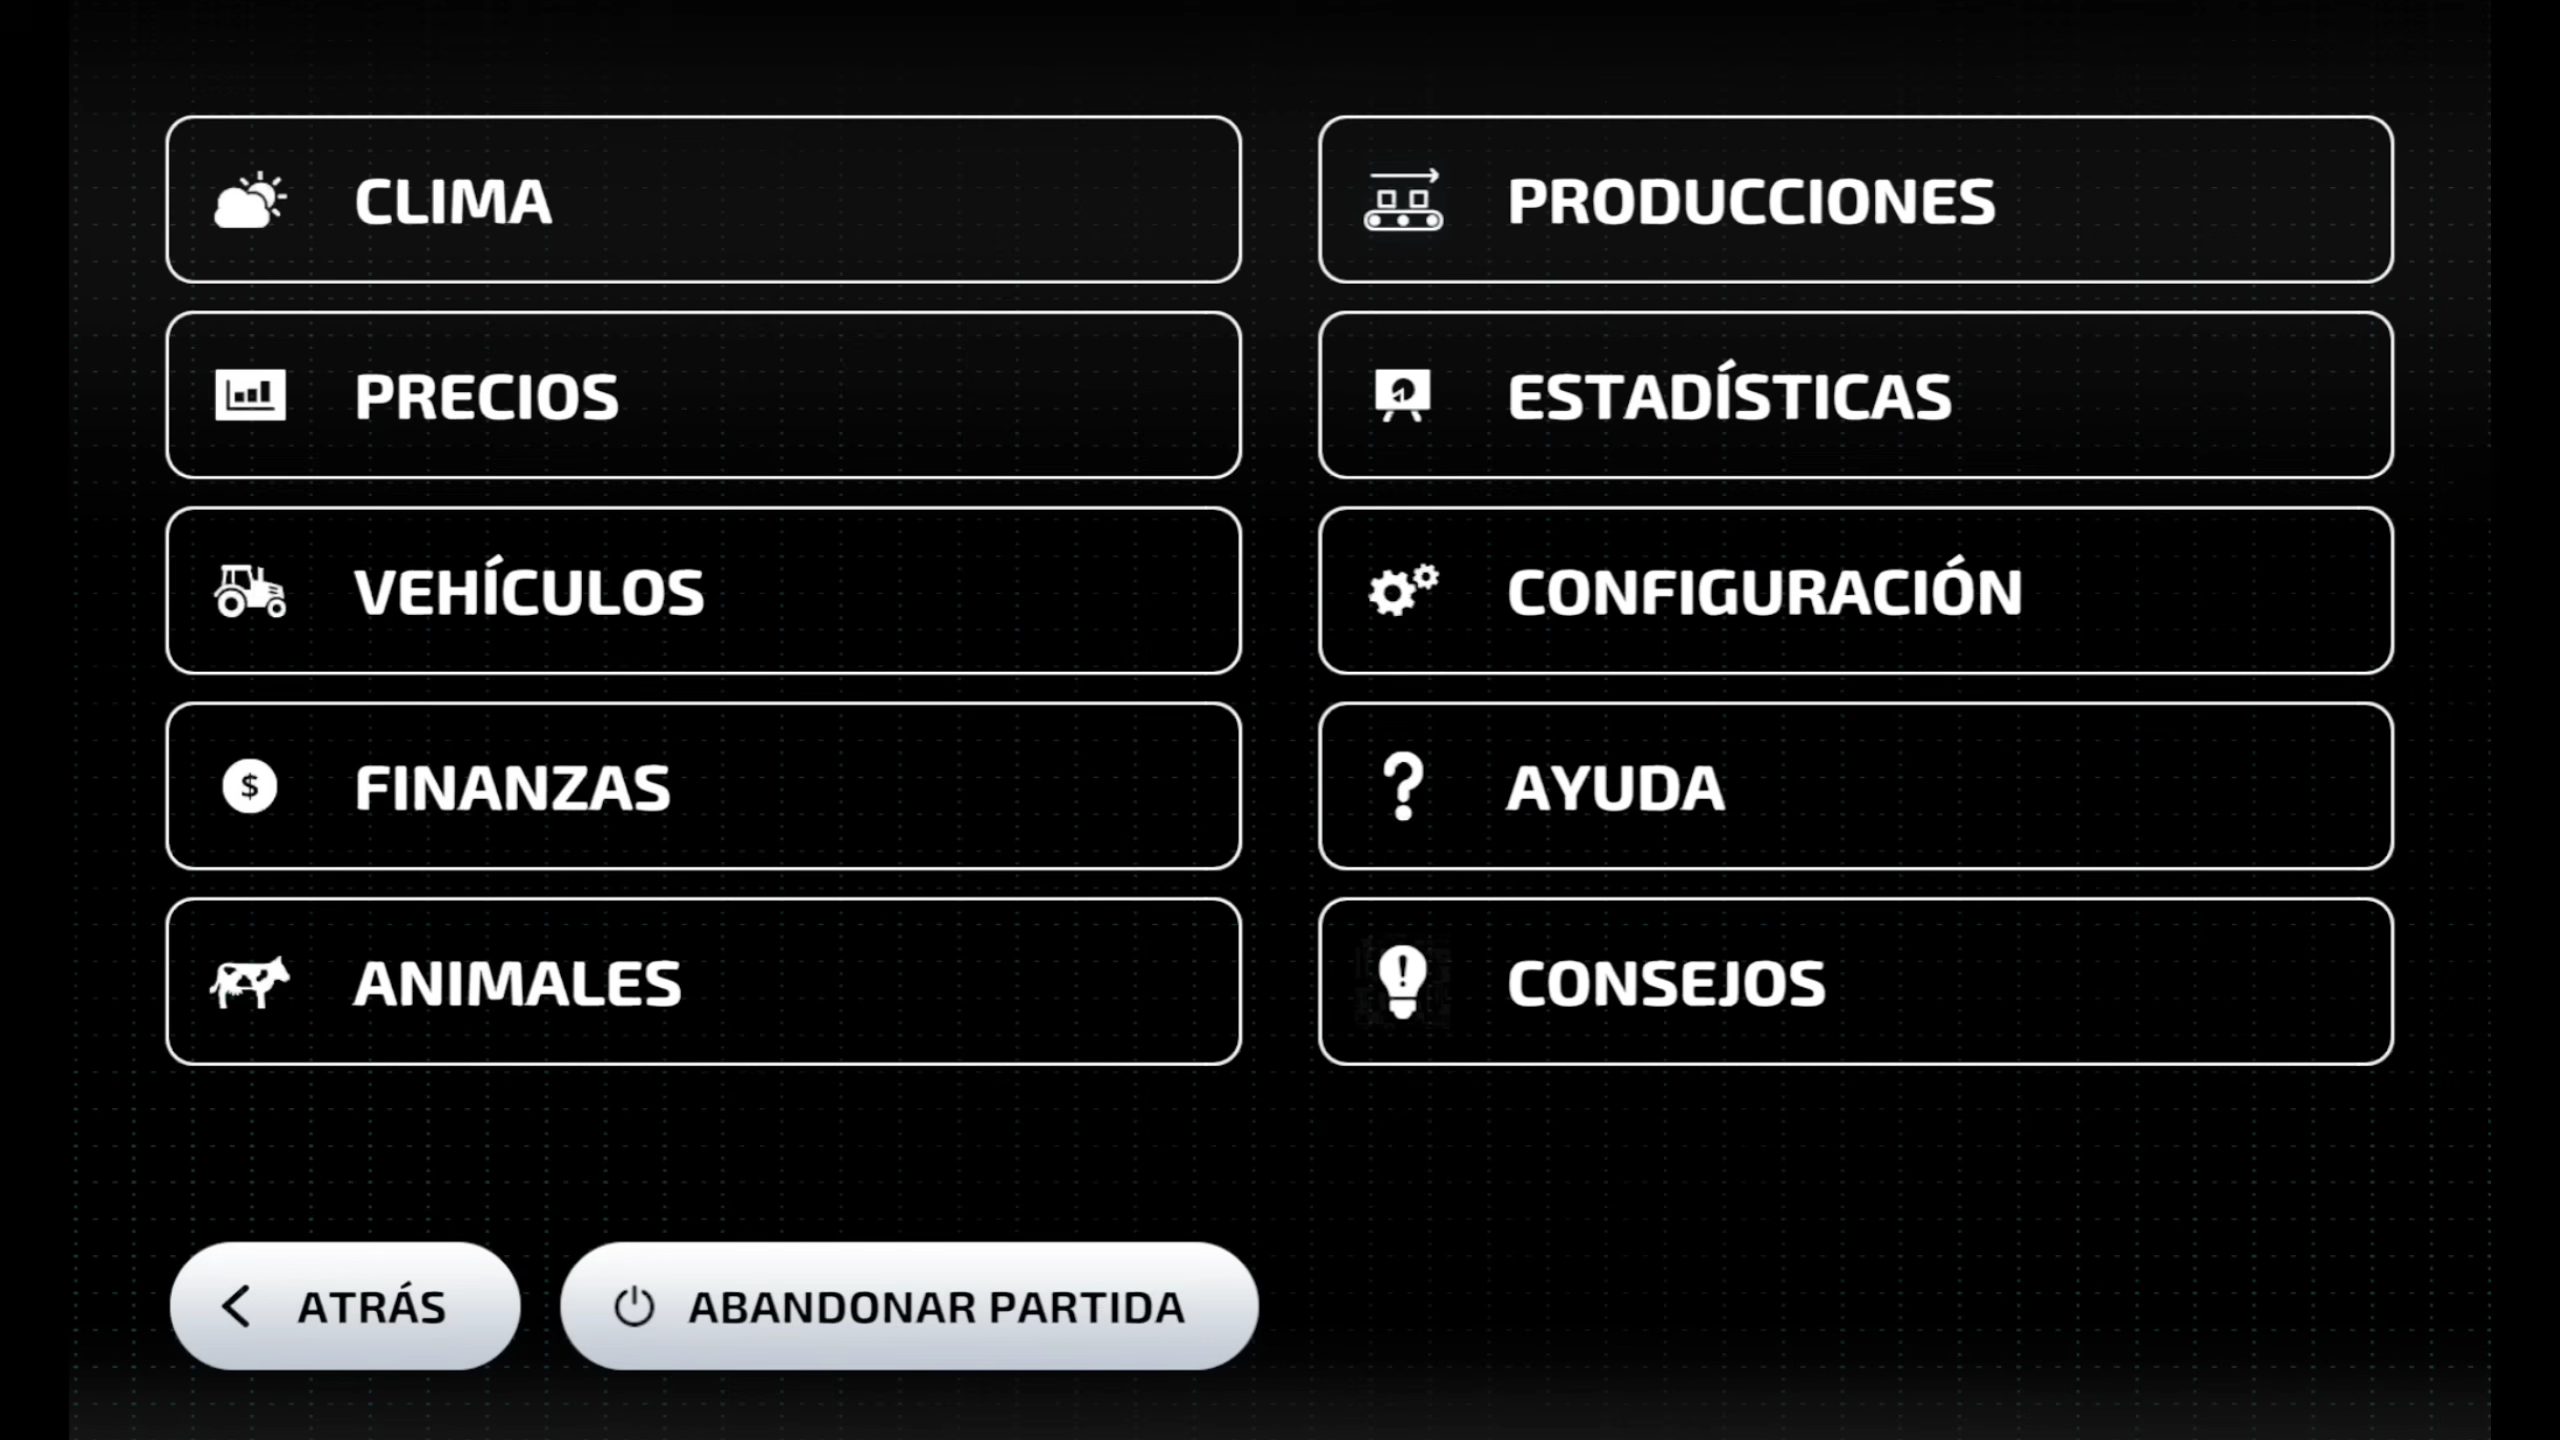 CLIMA
PRECIOS
VEHÍCULOS
FINANZAS
ANIMALES
PRODUCCIONES
ESTADÍSTICAS
CONFIGURACIÓN
AYUDA
CONSEJOS
ATRÁS
ABANDONAR PARTIDA